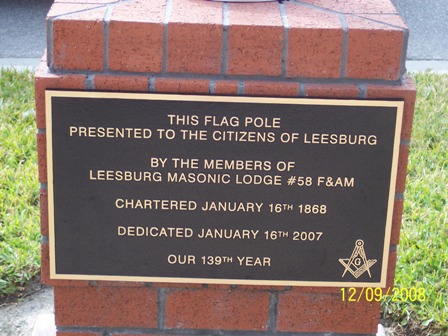 THIS FLAG POLE
PRESENTED TO THE CITIZENS OF LEESBURG
BY THE MEMBERS OF
LEESBURG MASONIC LODGE #58 F&AM
CHARTERED JANUARY 16TH 1868
DEDICATED JANUARY 16TH 2007
OUR 139TH YEAR
G
12/09/2008